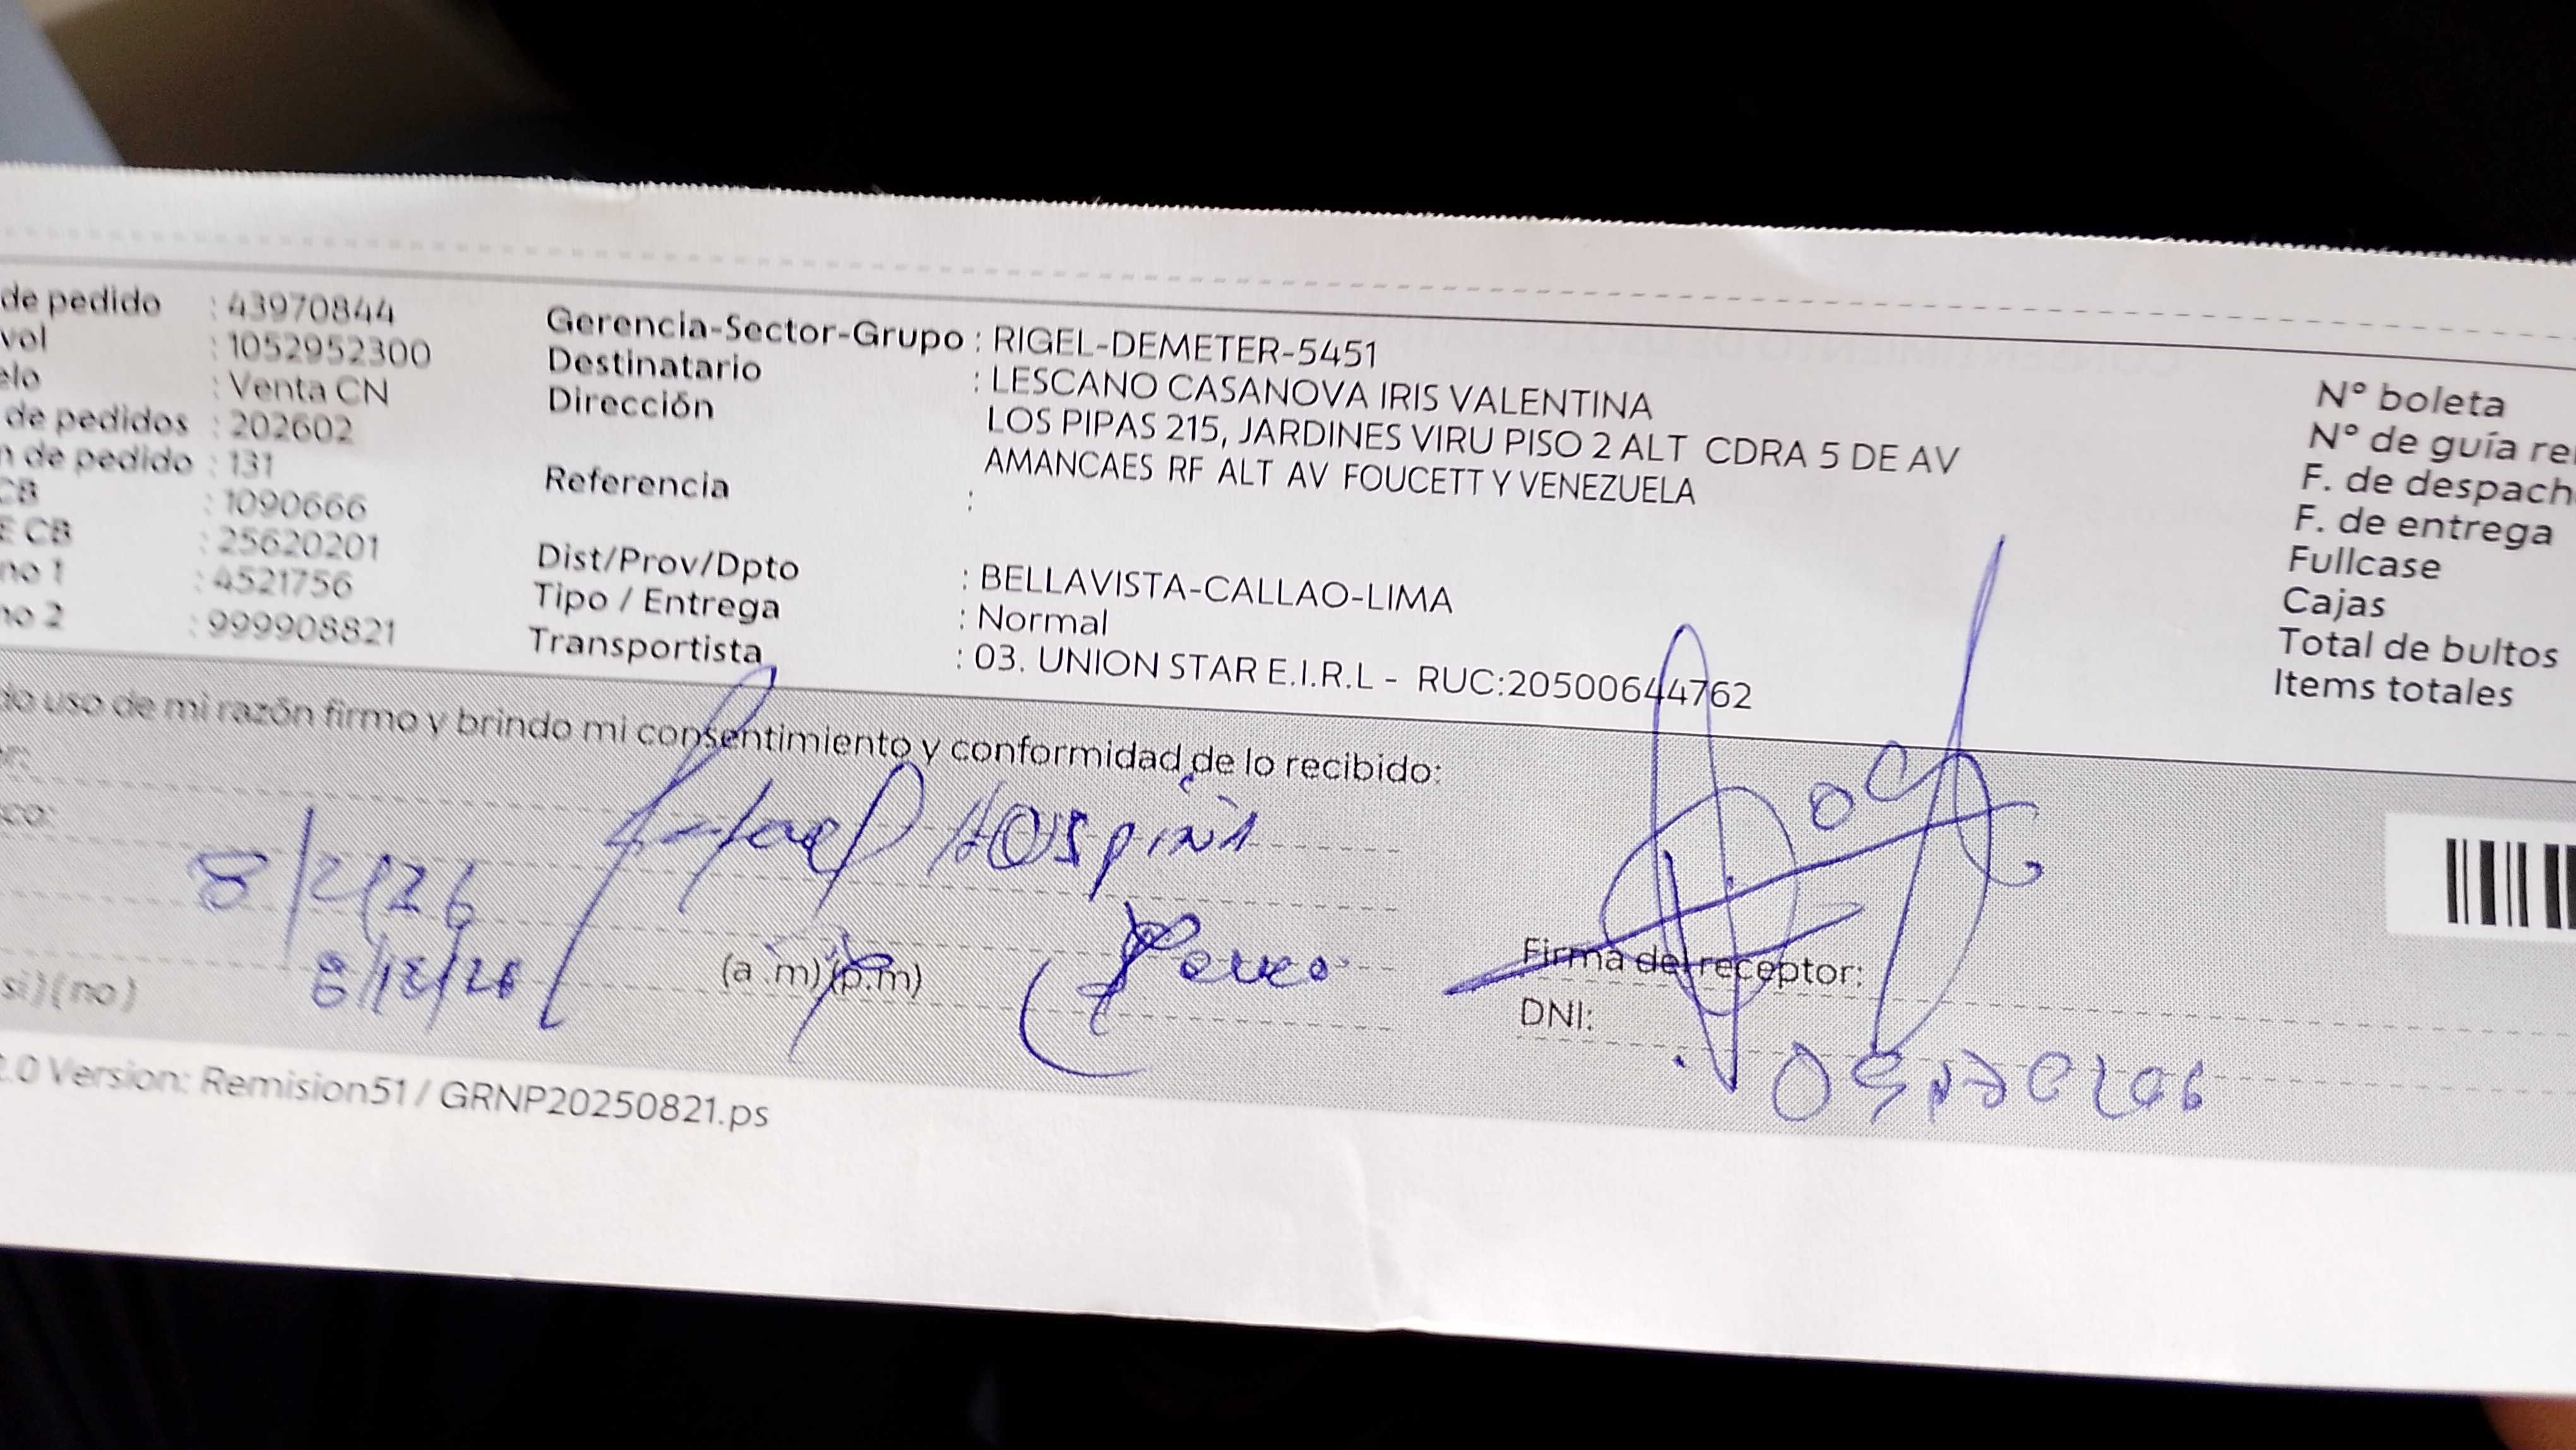 de pedido : 43970844
vol : 1052952300
elo : Venta CN
de pedidos : 202602
n de pedido : 131
CB : 1090666
E CB : 25620201
no 1 : 4521756
no 2 : 999908821
Gerencia-Sector-Grupo : RIGEL-DEMETER-5451
Destinatario : LESCANO CASANOVA IRIS VALENTINA
Dirección LOS PIPAS 215, JARDINES VIRU PISO 2 ALT CDRA 5 DE AV
AMANCAES RF ALT AV FOUCETT Y VENEZUELA
Referencia :
Dist/Prov/Dpto : BELLAVISTA-CALLAO-LIMA
Tipo / Entrega : Normal
Transportista : 03. UNION STAR E.I.R.L - RUC:20500644762
N° boleta
N° de guía re
F. de despach
F. de entrega
Fullcase
Cajas
Total de bultos
Items totales
do uso de mi razón firmo y brindo mi consentimiento y conformidad de lo recibido:
HOSpiNA
8/2/26
(a .m) (p.m)
Firma del receptor:
si) (no)
DNI:
.0 Version: Remision51 / GRNP20250821.ps